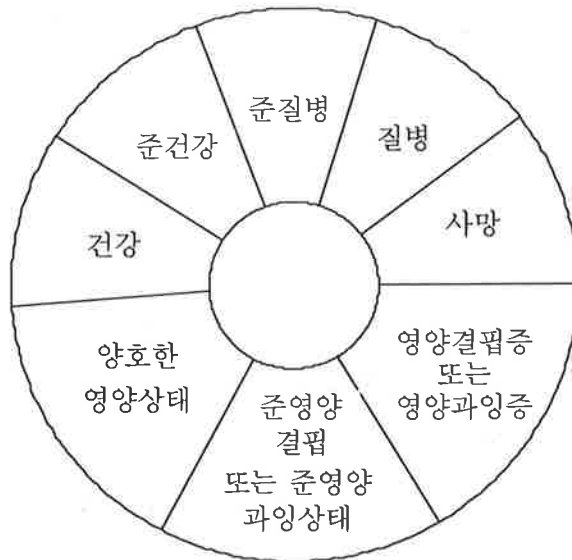 준질병
준건강
질병
건강
사망
양호한
영양상태
준영양
결핍
또는 준영양
과잉상태
영양결핍증
또는
영양과잉증